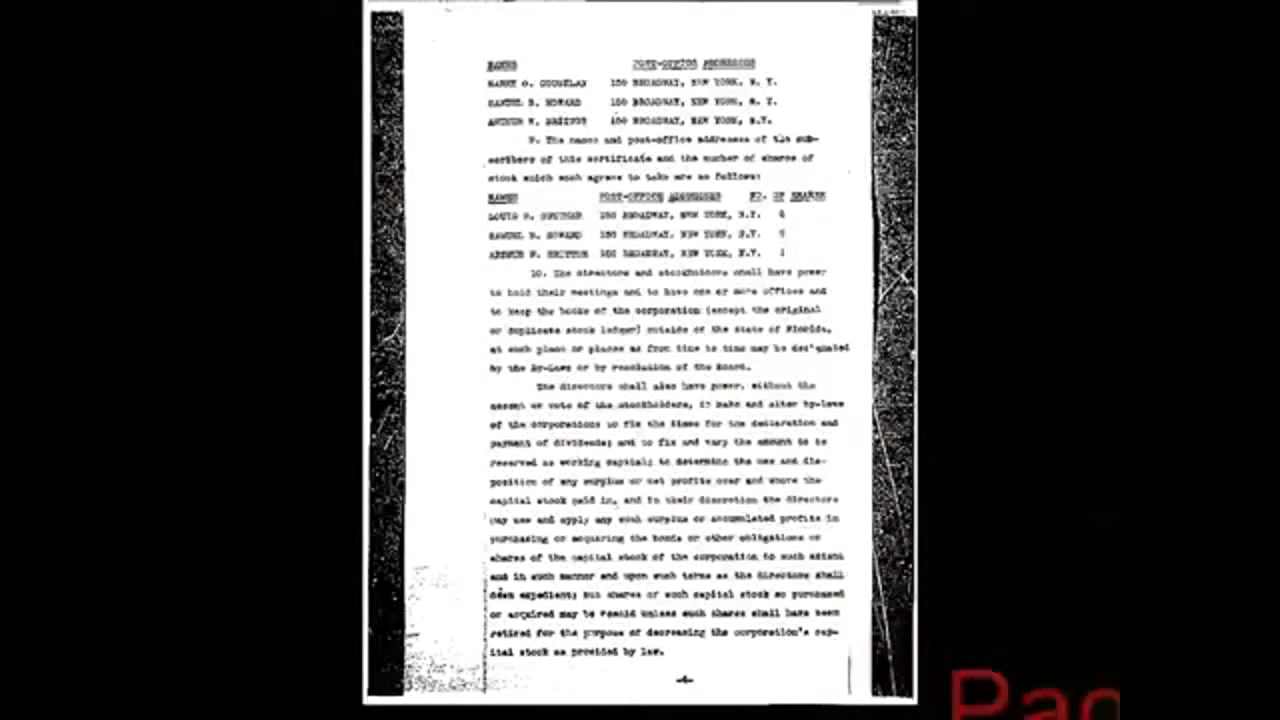 NAMES POST-OFFICE ADDRESSES
HARRY O. 150 BROADWAY, NEW YORK, N. Y.
SAMUEL B. HOWARD 150 BROADWAY, NEW YORK, N. Y.
ARTHUR W. BRITTON 150 BROADWAY, NEW YORK, N.Y.
9. The names and post-office addresses of the sub-
scribers of this certificate and the number of shares of
stock which each agrees to take are as follows:
NAMES POST-OFFICE ADDRESSES NO. OF SHARES
LOUIS 150 BROADWAY, NEW YORK, N.Y.
SAMUEL B. HOWARD 150 BROADWAY, NEW YORK, N.Y.
ARTHUR W. BRITTON 150 BROADWAY, NEW YORK, N.Y. 1
10. The directors and stockholders shall have power
to hold their meetings and to have one or more offices and
to keep the books of the corporation (except the original
or duplicate stock ledger) outside of the State of Florida,
at such place or places as from time to time may be designated
by the By-Laws or by resolution of the Board.
The directors shall also have power, without the
assent or vote of the stockholders, to make and alter by-laws
of the corporation; to fix the times for the declaration and
payment of dividends; and to fix and vary the amount to be
reserved as working capital; to determine the use and dis-
position of any surplus or net profits over and above the
capital stock paid in, and in their discretion the directors
may use and apply any such surplus or accumulated profits in
purchasing or acquiring the bonds or other obligations or
shares of the capital stock of the corporation to such extent
and in such manner and upon such terms as the directors shall
deem expedient; but shares of such capital stock so purchased
or acquired may be resold unless such shares shall have been
retired for the purpose of decreasing the corporation's cap-
ital stock as provided by law.
-4-
Pag